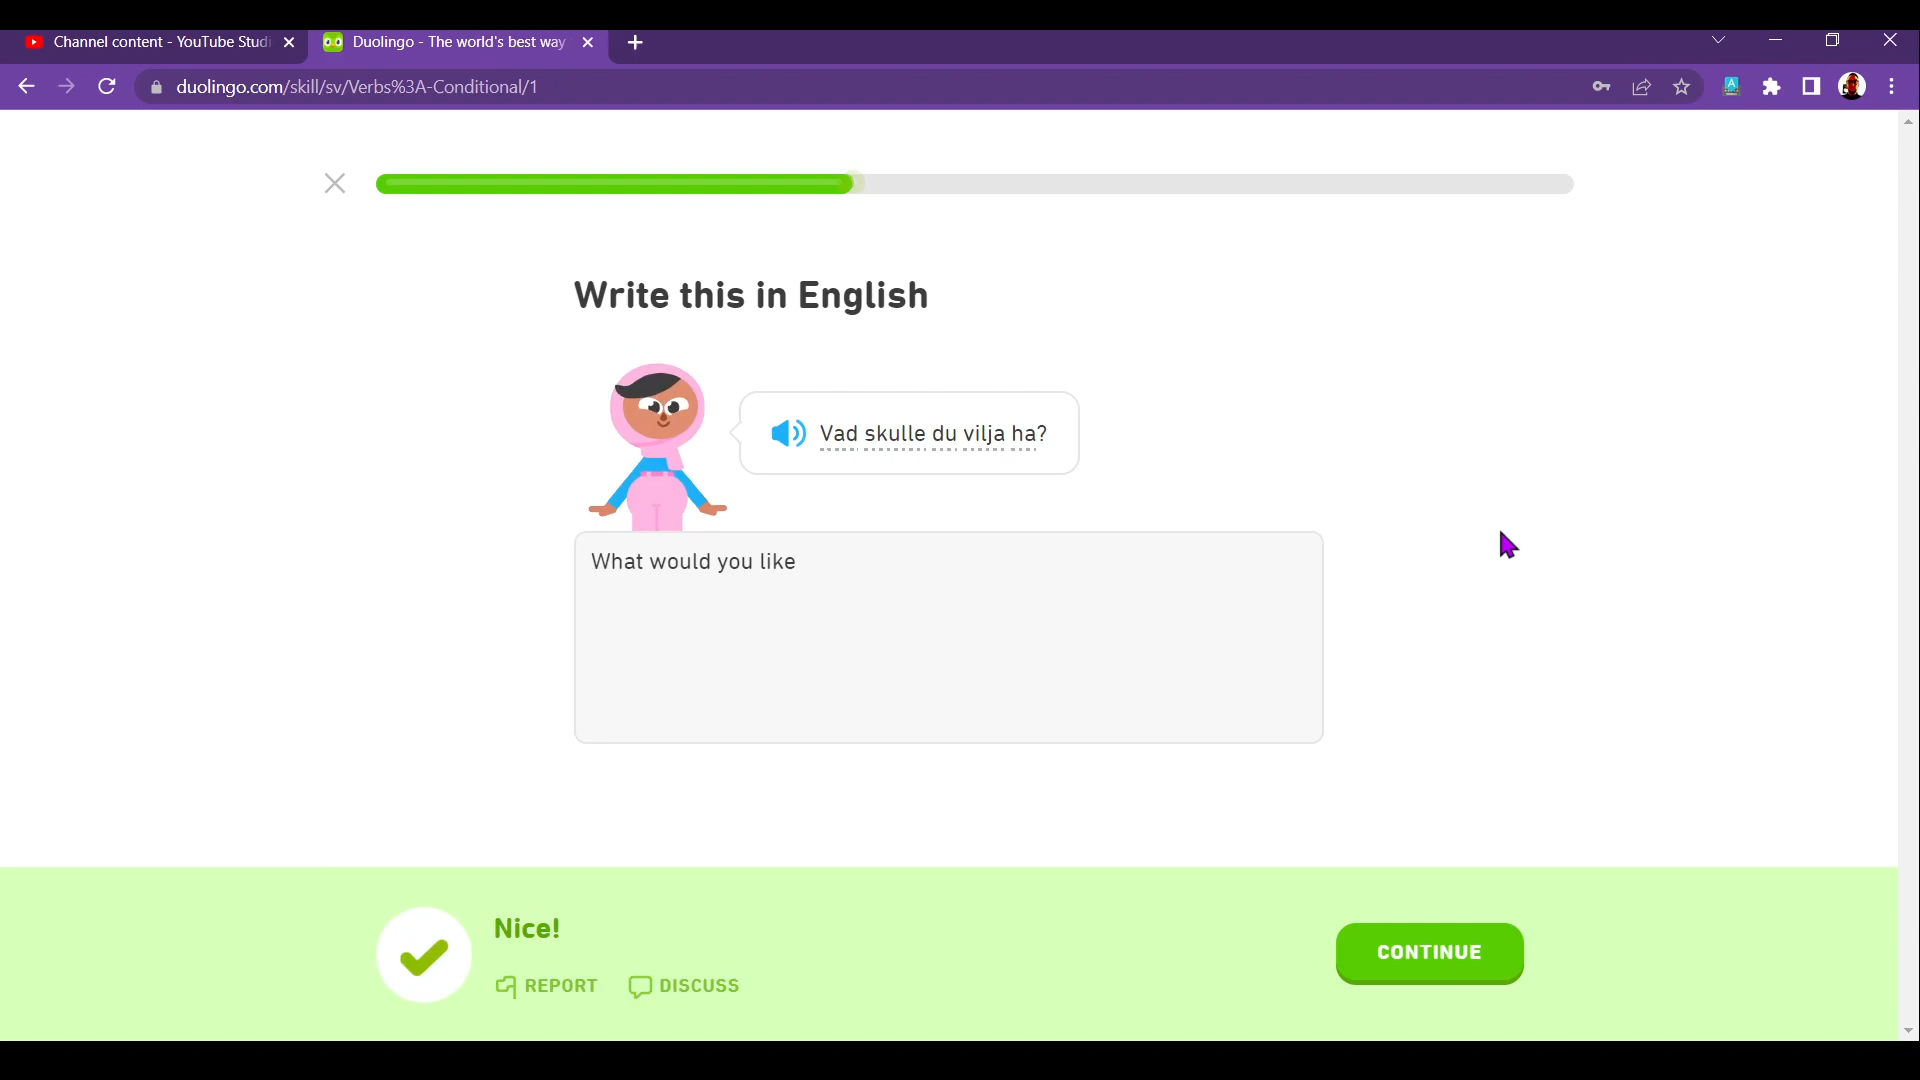 Channel content - YouTube Studi
Duolingo - The world's best way
duolingo.com/skill/sv/Verbs%3A-Conditional/1
Write this in English
Vad skulle du vilja ha?
What would you like
Nice!
REPORT DISCUSS
CONTINUE